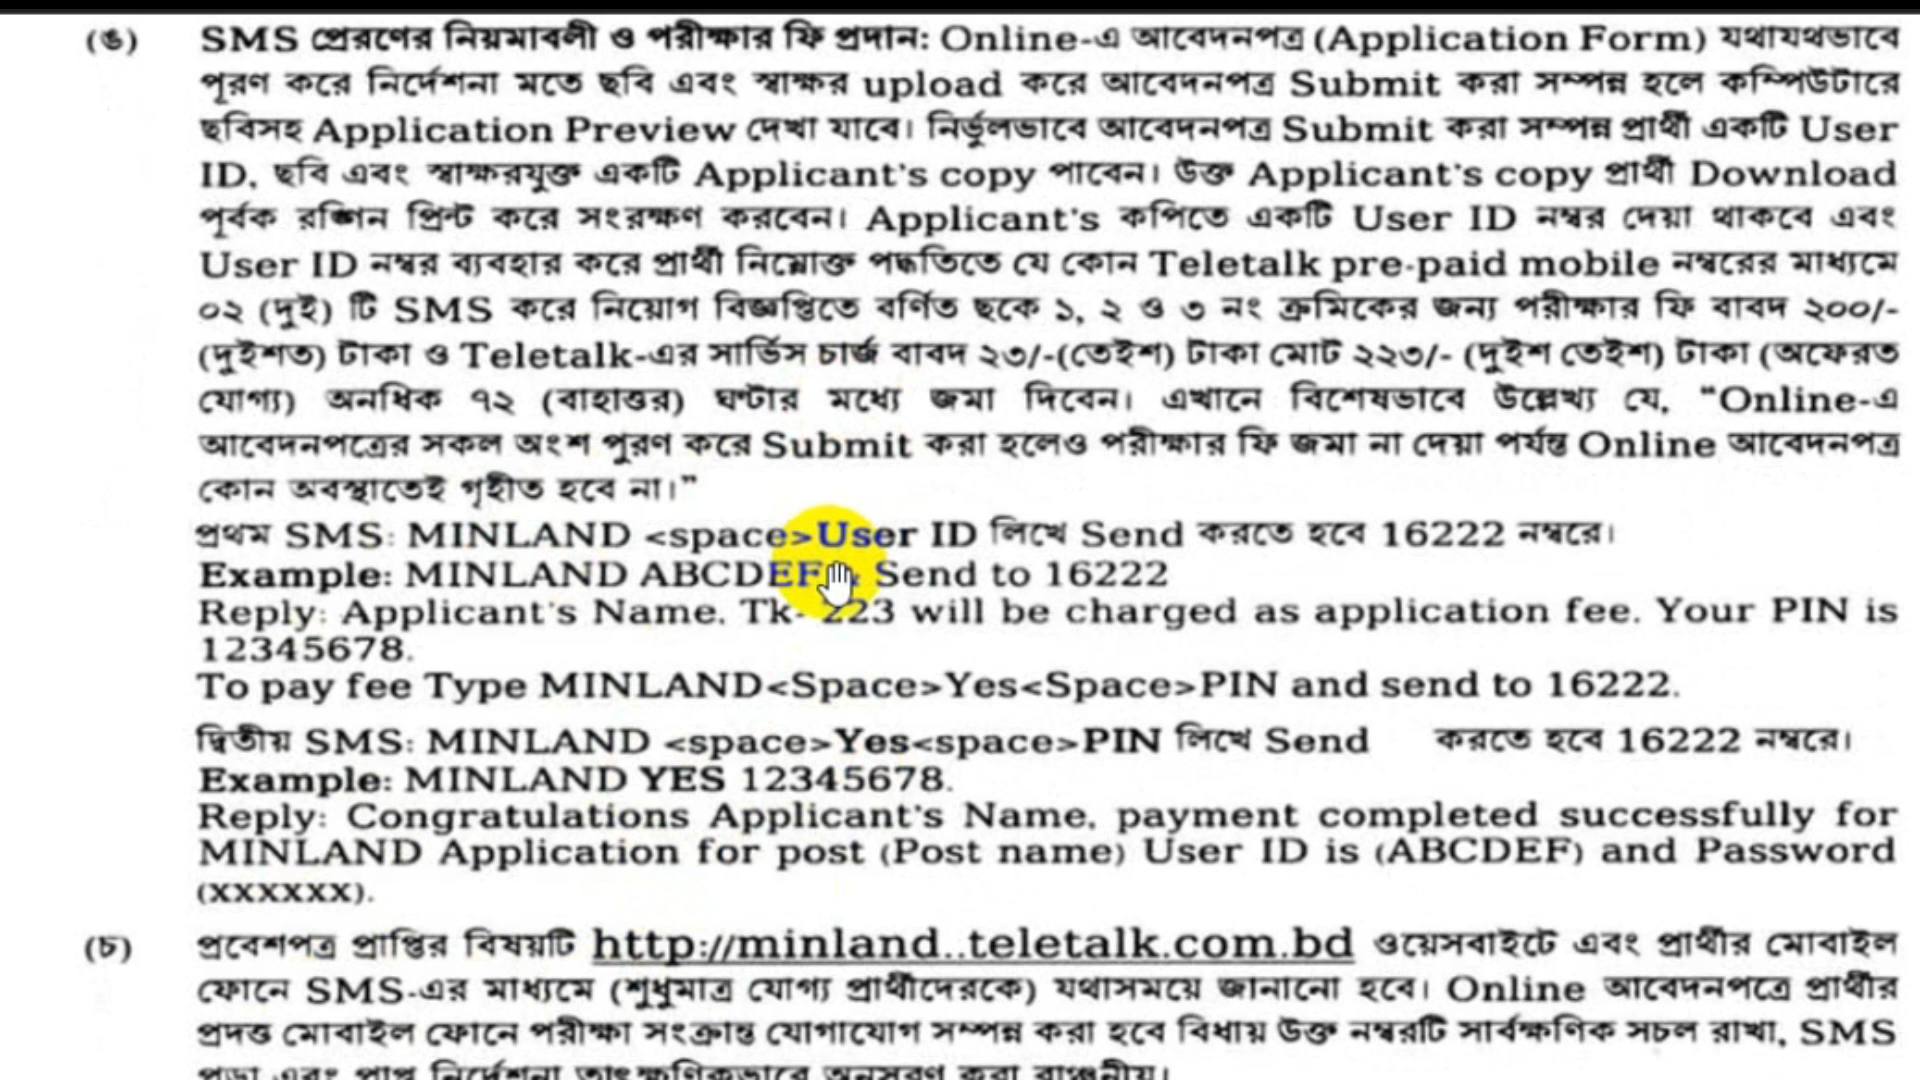 (ঙ) SMS প্রেরণের নিয়মাবলী ও পরীক্ষার ফি প্রদান: Online-এ আবেদনপত্র (Application Form) যথাযথভাবে
পূরণ করে নির্দেশনা মতে ছবি এবং স্বাক্ষর upload করে আবেদনপত্র Submit করা সম্পন্ন হলে কম্পিউটারে
ছবিসহ Application Preview দেখা যাবে। নির্ভুলভাবে আবেদনপত্র Submit করা সম্পন্ন প্রার্থী একটি User
ID, ছবি এবং স্বাক্ষরযুক্ত একটি Applicant's copy পাবেন। উক্ত Applicant's copy প্রার্থী Download
পূর্বক রঙ্গিন প্রিন্ট করে সংরক্ষণ করবেন। Applicant's কপিতে একটি User ID নম্বর দেয়া থাকবে এবং
User ID নম্বর ব্যবহার করে প্রার্থী নিম্নোক্ত পদ্ধতিতে যে কোন Teletalk pre-paid mobile নম্বরের মাধ্যমে
০২ (দুই) টি SMS করে নিয়োগ বিজ্ঞপ্তিতে বর্ণিত ছকে ১, ২ ও ৩ নং ক্রমিকের জন্য পরীক্ষার ফি বাবদ ২০০/-
(দুইশত) টাকা ও Teletalk-এর সার্ভিস চার্জ বাবদ ২৩/-(তেইশ) টাকা মোট ২২৩/- (দুইশ তেইশ) টাকা (অফেরত
যোগ্য) অনধিক ৭২ (বাহাত্তর) ঘণ্টার মধ্যে জমা দিবেন। এখানে বিশেষভাবে উল্লেখ্য যে, "Online-এ
আবেদনপত্রের সকল অংশ পুরণ করে Submit করা হলেও পরীক্ষার ফি জমা না দেয়া পর্যন্ত Online আবেদনপত্র
কোন অবস্থাতেই গৃহীত হবে না।"
প্রথম SMS: MINLAND <space>User ID লিখে Send করতে হবে 16222 নম্বরে।
Example: MINLAND ABCDEF & Send to 16222
Reply: Applicant's Name, Tk- 223 will be charged as application fee. Your PIN is
12345678.
To pay fee Type MINLAND<Space>Yes<Space>PIN and send to 16222.
দ্বিতীয় SMS: MINLAND <space>Yes<space>PIN লিখে Send করতে হবে 16222 নম্বরে।
Example: MINLAND YES 12345678.
Reply: Congratulations Applicant's Name, payment completed successfully for
MINLAND Application for post (Post name) User ID is (ABCDEF) and Password
(xxxxxx).
(চ) প্রবেশপত্র প্রাপ্তির বিষয়টি http://minland..teletalk.com.bd ওয়েসবাইটে এবং প্রার্থীর মোবাইল
ফোনে SMS-এর মাধ্যমে (শুধুমাত্র যোগ্য প্রার্থীদেরকে) যথাসময়ে জানানো হবে। Online আবেদনপত্রে প্রার্থীর
প্রদত্ত মোবাইল ফোনে পরীক্ষা সংক্রান্ত যোগাযোগ সম্পন্ন করা হবে বিধায় উক্ত নম্বরটি সার্বক্ষণিক সচল রাখা, SMS
পড়া এবং প্রাপ্ত নির্দেশনা তাৎক্ষণিকভাবে অনুসরণ করা বাঞ্ছনীয়।